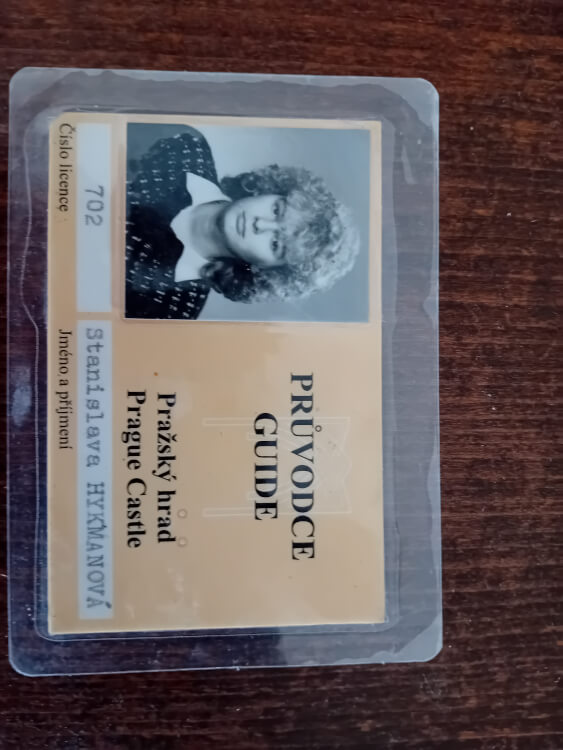 PRŮVODCE
GUIDE
Pražský hrad
Prague Castle
702
Stanislava HYKMANOVÁ
Číslo licence
Jméno a příjmení